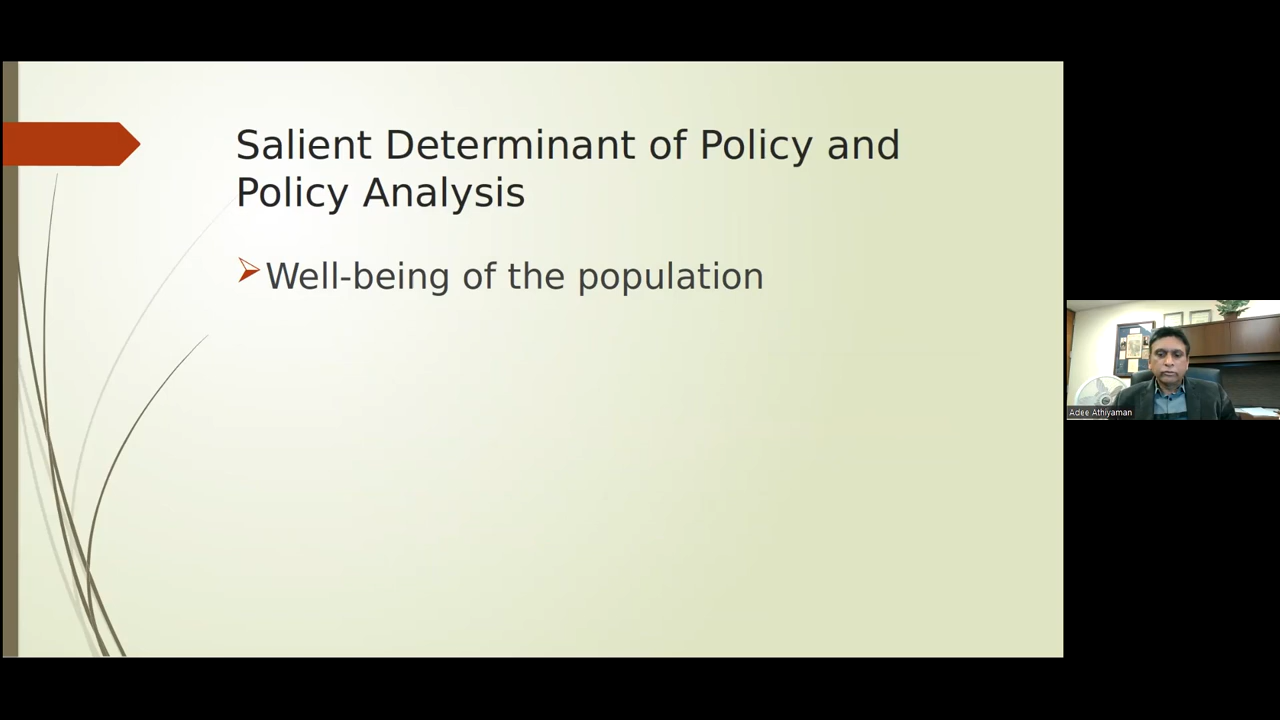 Salient Determinant of Policy and
Policy Analysis
Well-being of the population
Adee Athiyaman